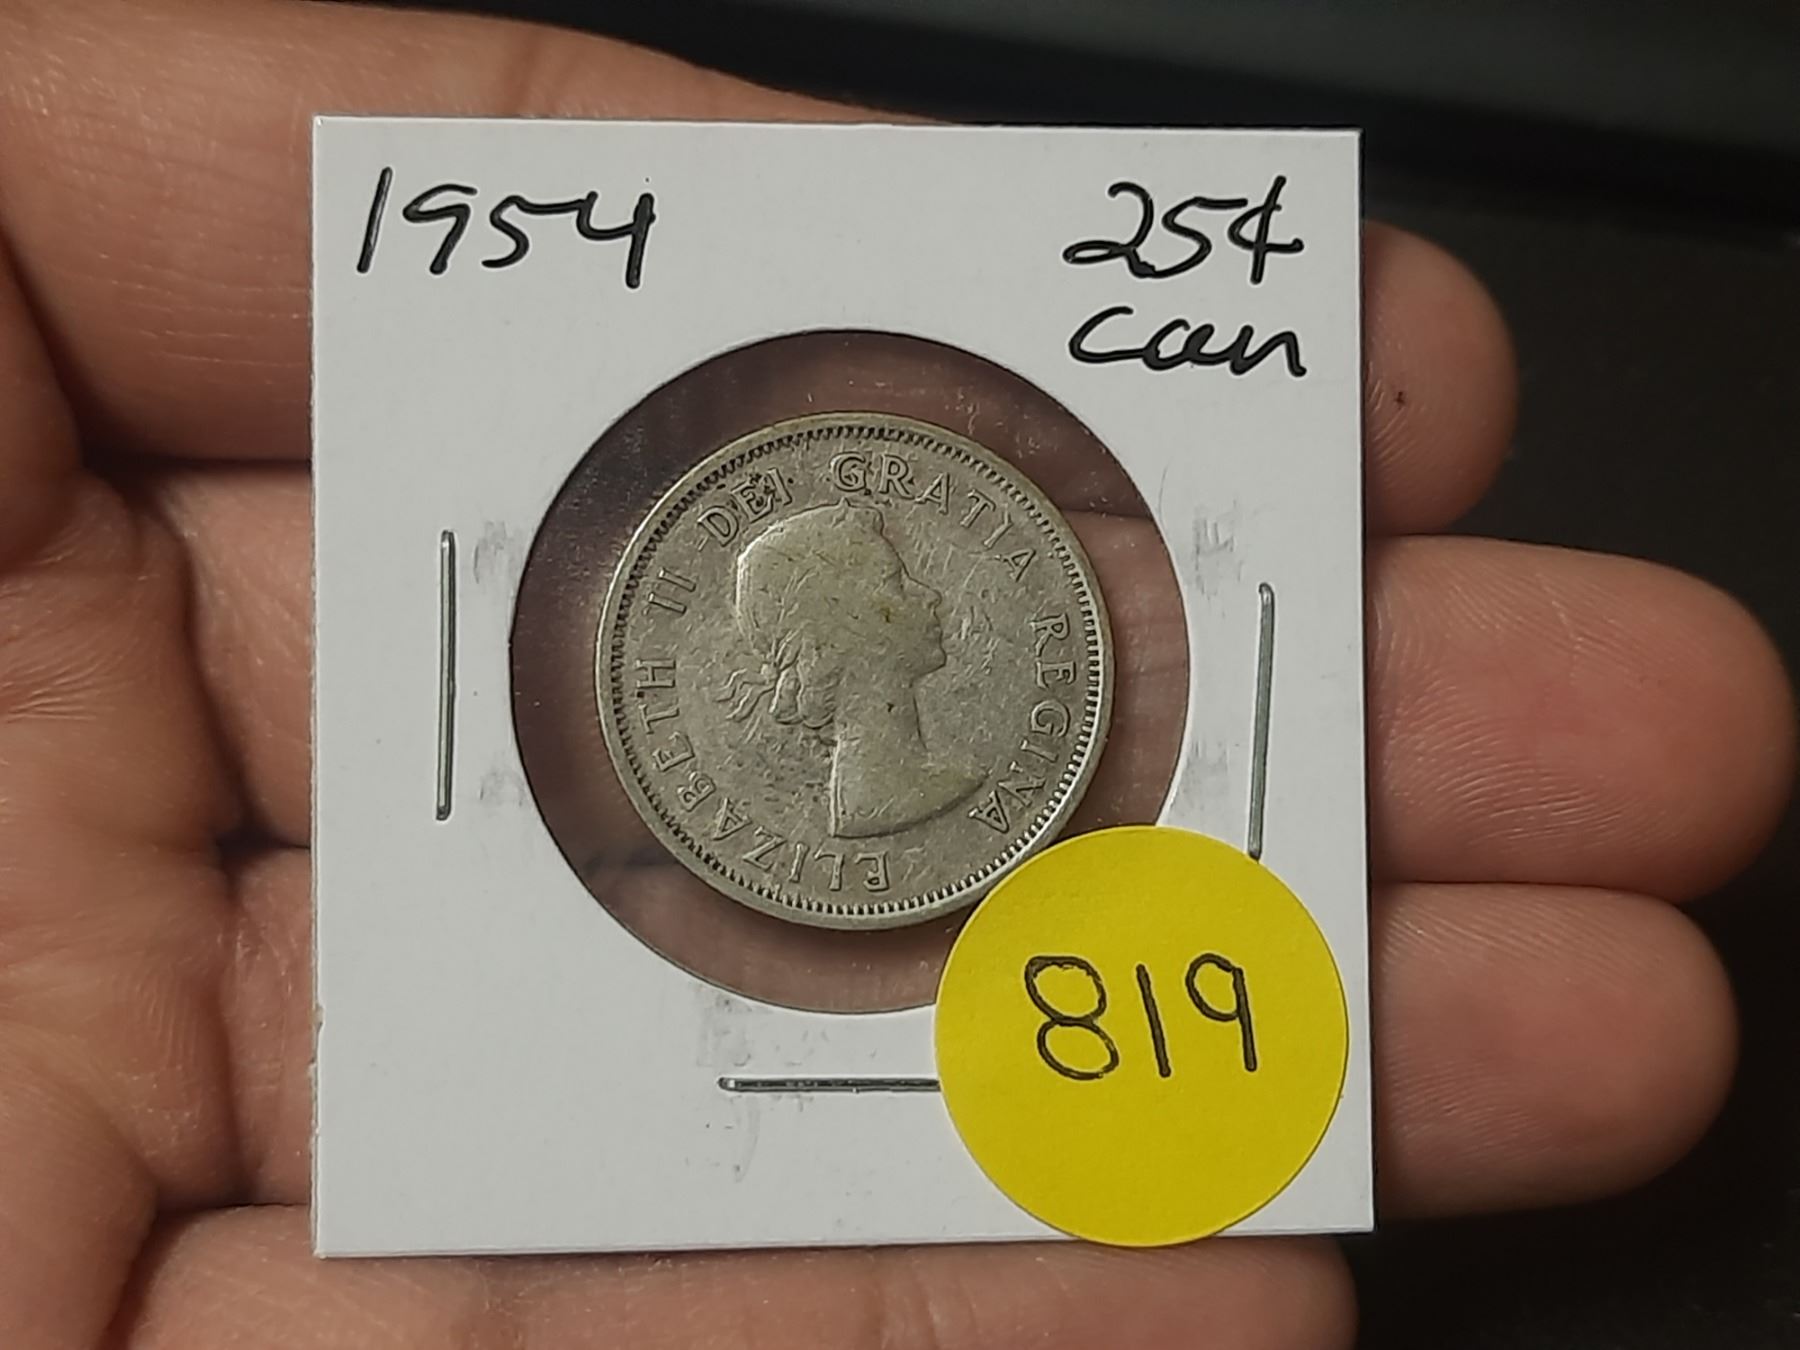 1954
25¢
can
ELIZABETH II DEI GRATIA REGINA
819